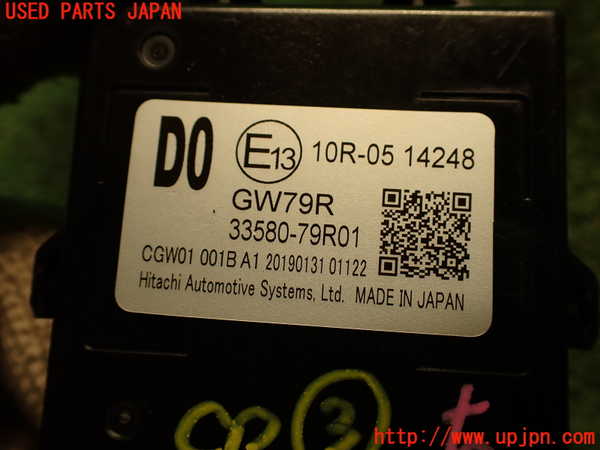 USED PARTS JAPAN
D0
E13
10R-05 14248
GW79R
33580-79R01
CGW01 001B A1 20190131 01122
Hitachi Automotive Systems, Ltd. MADE IN JAPAN
3
http://www.upjpn.com/